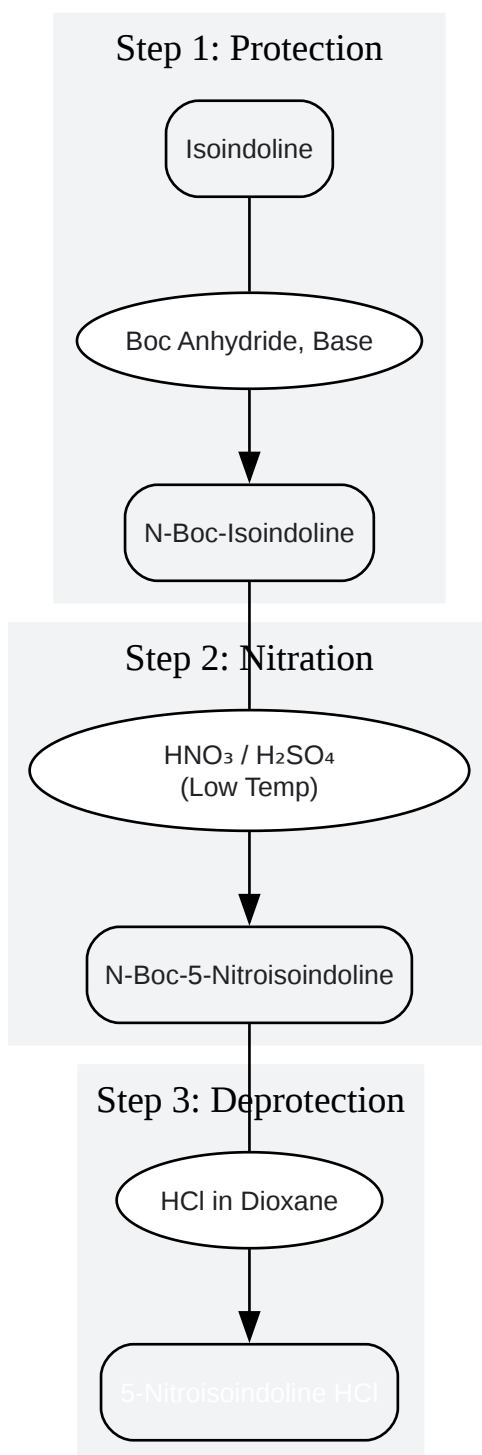 Step 1: Protection
Isoindoline
Boc Anhydride, Base
N-Boc-Isoindoline
Step 2: Nitration
HNO₃ / H₂SO₄
(Low Temp)
N-Boc-5-Nitroisoindoline
Step 3: Deprotection
HCl in Dioxane
5-Nitroisoindoline HCl